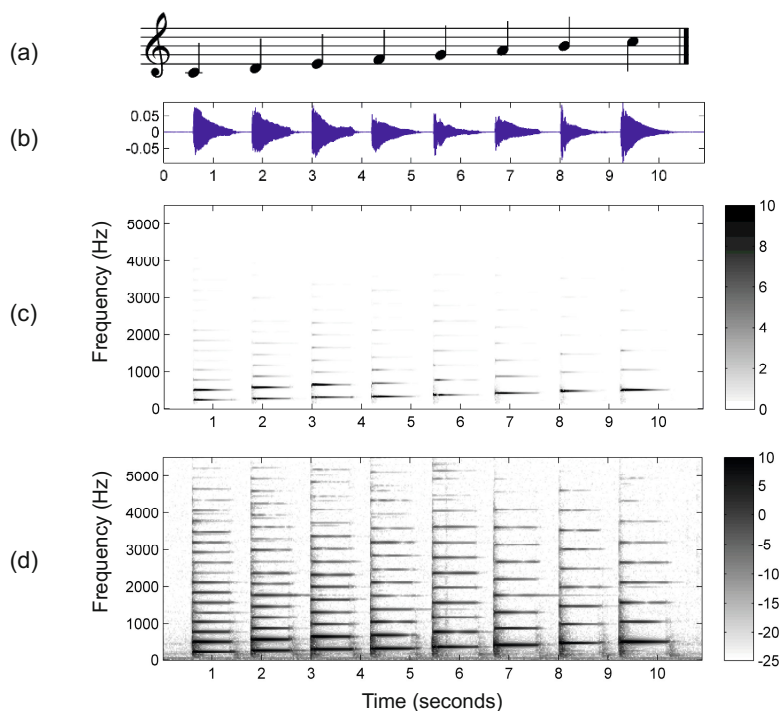 (a)
(b)
0.05
0
-0.05
0 1 2 3 4 5 6 7 8 9 10
(c)
Frequency (Hz)
5000
4000
3000
2000
1000
0
1 2 3 4 5 6 7 8 9 10
10
8
6
4
2
0
(d)
Frequency (Hz)
5000
4000
3000
2000
1000
0
1 2 3 4 5 6 7 8 9 10
10
5
0
-5
-10
-15
-20
-25
Time (seconds)